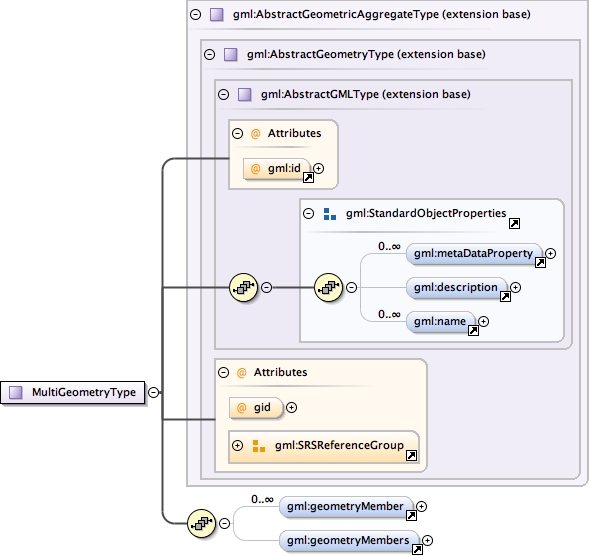 gml:AbstractGeometricAggregateType (extension base)
gml:AbstractGeometryType (extension base)
gml:AbstractGMLType (extension base)
@ Attributes
@ gml:id
gml:StandardObjectProperties
0..∞
gml:metaDataProperty
gml:description
0..∞
gml:name
@ Attributes
@ gid
gml:SRSReferenceGroup
MultiGeometryType
0..∞
gml:geometryMember
gml:geometryMembers